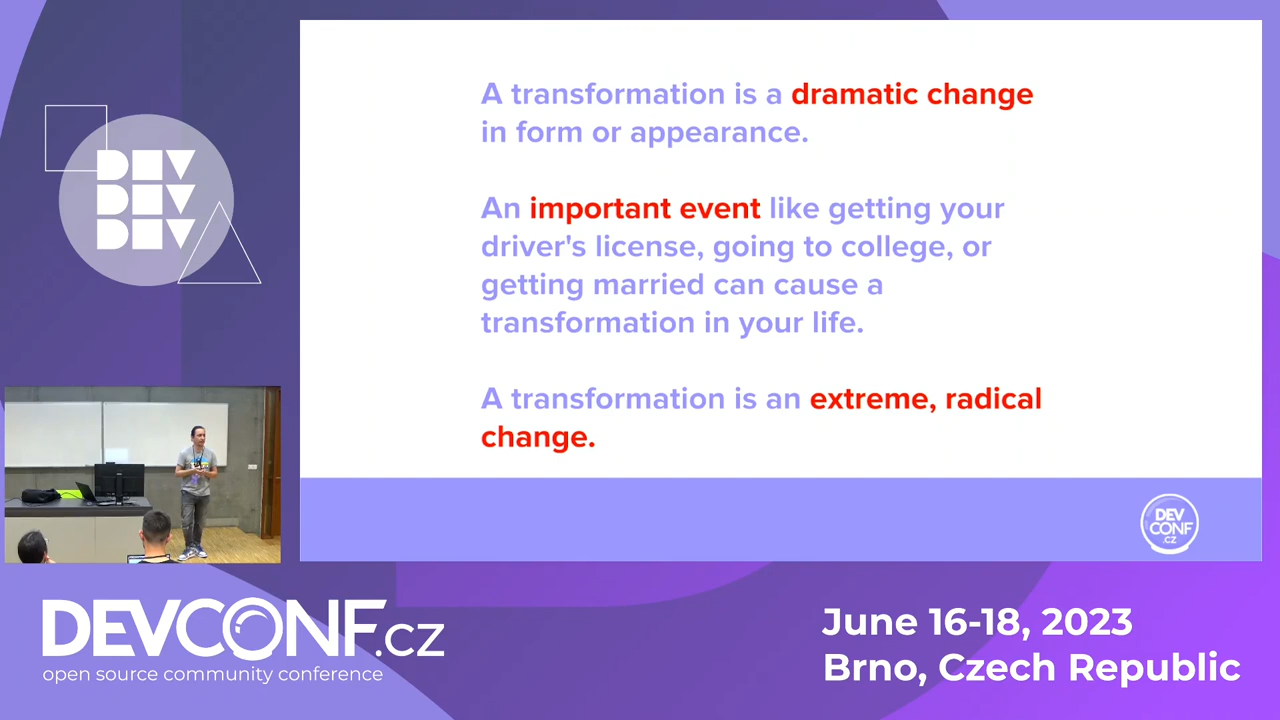 DEV
DEV
DEV
A transformation is a dramatic change
in form or appearance.
An important event like getting your
driver's license, going to college, or
getting married can cause a
transformation in your life.
A transformation is an extreme, radical
change.
DEV
CONF
.CZ
DEVCONF.cz
open source community conference
June 16-18, 2023
Brno, Czech Republic